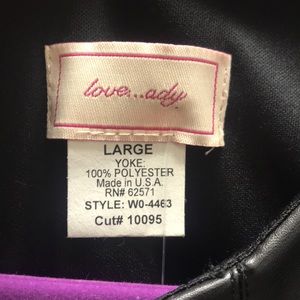 love...ady
LARGE
YOKE:
100% POLYESTER
Made in U.S.A.
RN# 62571
STYLE: W0-4463
Cut# 10095